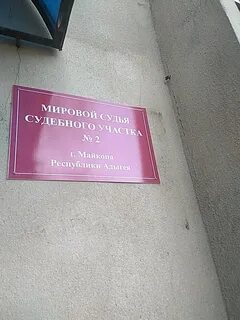 МИРОВОЙ СУДЬЯ
СУДЕБНОГО УЧАСТКА
№ 2
г. Майкопа
Республики Адыгея